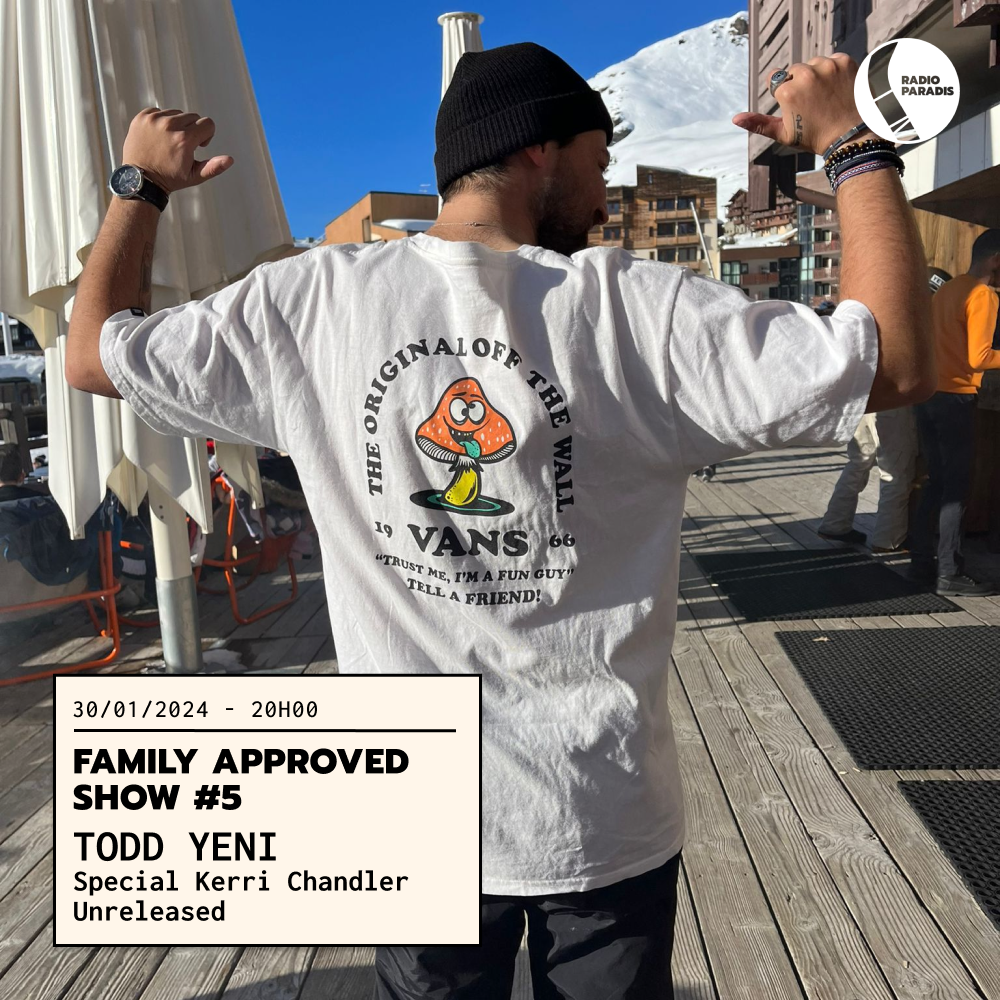 RADIO
PARADIS
THE ORIGINAL OFF THE WALL
19 VANS 66
“TRUST ME, I'M A FUN GUY”
TELL A FRIEND!
30/01/2024 - 20H00
FAMILY APPROVED
SHOW #5
TODD YENI
Special Kerri Chandler
Unreleased